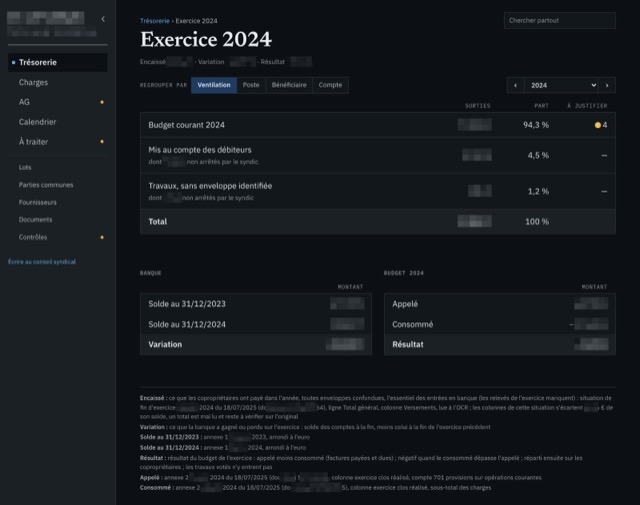 Trésorerie
Charges
AG
Calendrier
À traiter
Lots
Parties communes
Fournisseurs
Documents
Contrôles
Écrire au conseil syndical
Trésorerie › Exercice 2024
Chercher partout
Exercice 2024
Encaissé · Variation · Résultat
REGROUPER PAR Ventilation Poste Bénéficiaire Compte
‹ 2024 ›
SORTIES PART À JUSTIFIER
Budget courant 2024 94,3 % 4
Mis au compte des débiteurs 4,5 % —
dont non arrêtés par le syndic
Travaux, sans enveloppe identifiée 1,2 % —
dont non arrêtés par le syndic
Total 100 %
BANQUE
MONTANT
Solde au 31/12/2023
Solde au 31/12/2024
Variation
BUDGET 2024
MONTANT
Appelé
Consommé −
Résultat
Encaissé : ce que les copropriétaires ont payé dans l'année, toutes enveloppes confondues, l'essentiel des entrées en banque (les relevés de l'exercice manquent) : situation de
fin d'exercice 2024 du 18/07/2025 ( 4), ligne Total général, colonne Versements, lue à l'OCR ; les colonnes de cette situation s'écartent € de
son solde, un total est mal lu et reste à vérifier sur l'original
Variation : ce que la banque a gagné ou perdu sur l'exercice : solde des comptes à la fin, moins celui à la fin de l'exercice précédent
Solde au 31/12/2023 : annexe 1 2023, arrondi à l'euro
Solde au 31/12/2024 : annexe 1 2024, arrondi à l'euro
Résultat : résultat du budget de l'exercice : appelé moins consommé (factures payées et dues) ; négatif quand le consommé dépasse l'appelé ; réparti ensuite sur les
copropriétaires ; les travaux votés n'y entrent pas
Appelé : annexe 2 2024 du 18/07/2025 ( ), colonne exercice clos réalisé, compte 701 provisions sur opérations courantes
Consommé : annexe 2 2024 du 18/07/2025 ( 5), colonne exercice clos réalisé, sous-total des charges